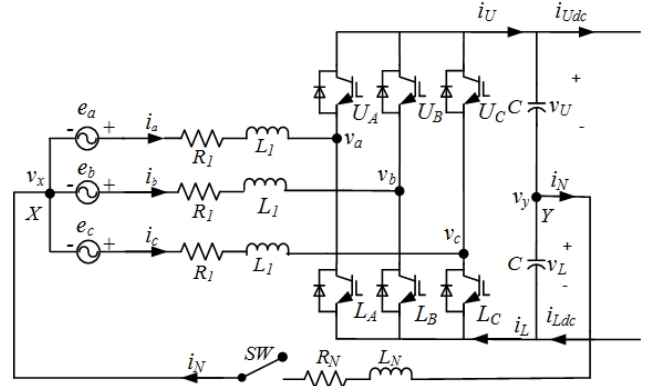 i_U i_Udc
+
U_A U_B U_C C v_U
-
e_a
- + i_a R_1 L_1 v_a
v_x e_b i_b v_b v_y i_N
X - + R_1 L_1 Y
e_c i_c v_c +
- + R_1 L_1 C v_L
-
L_A L_B L_C i_L i_Ldc
i_N SW R_N L_N